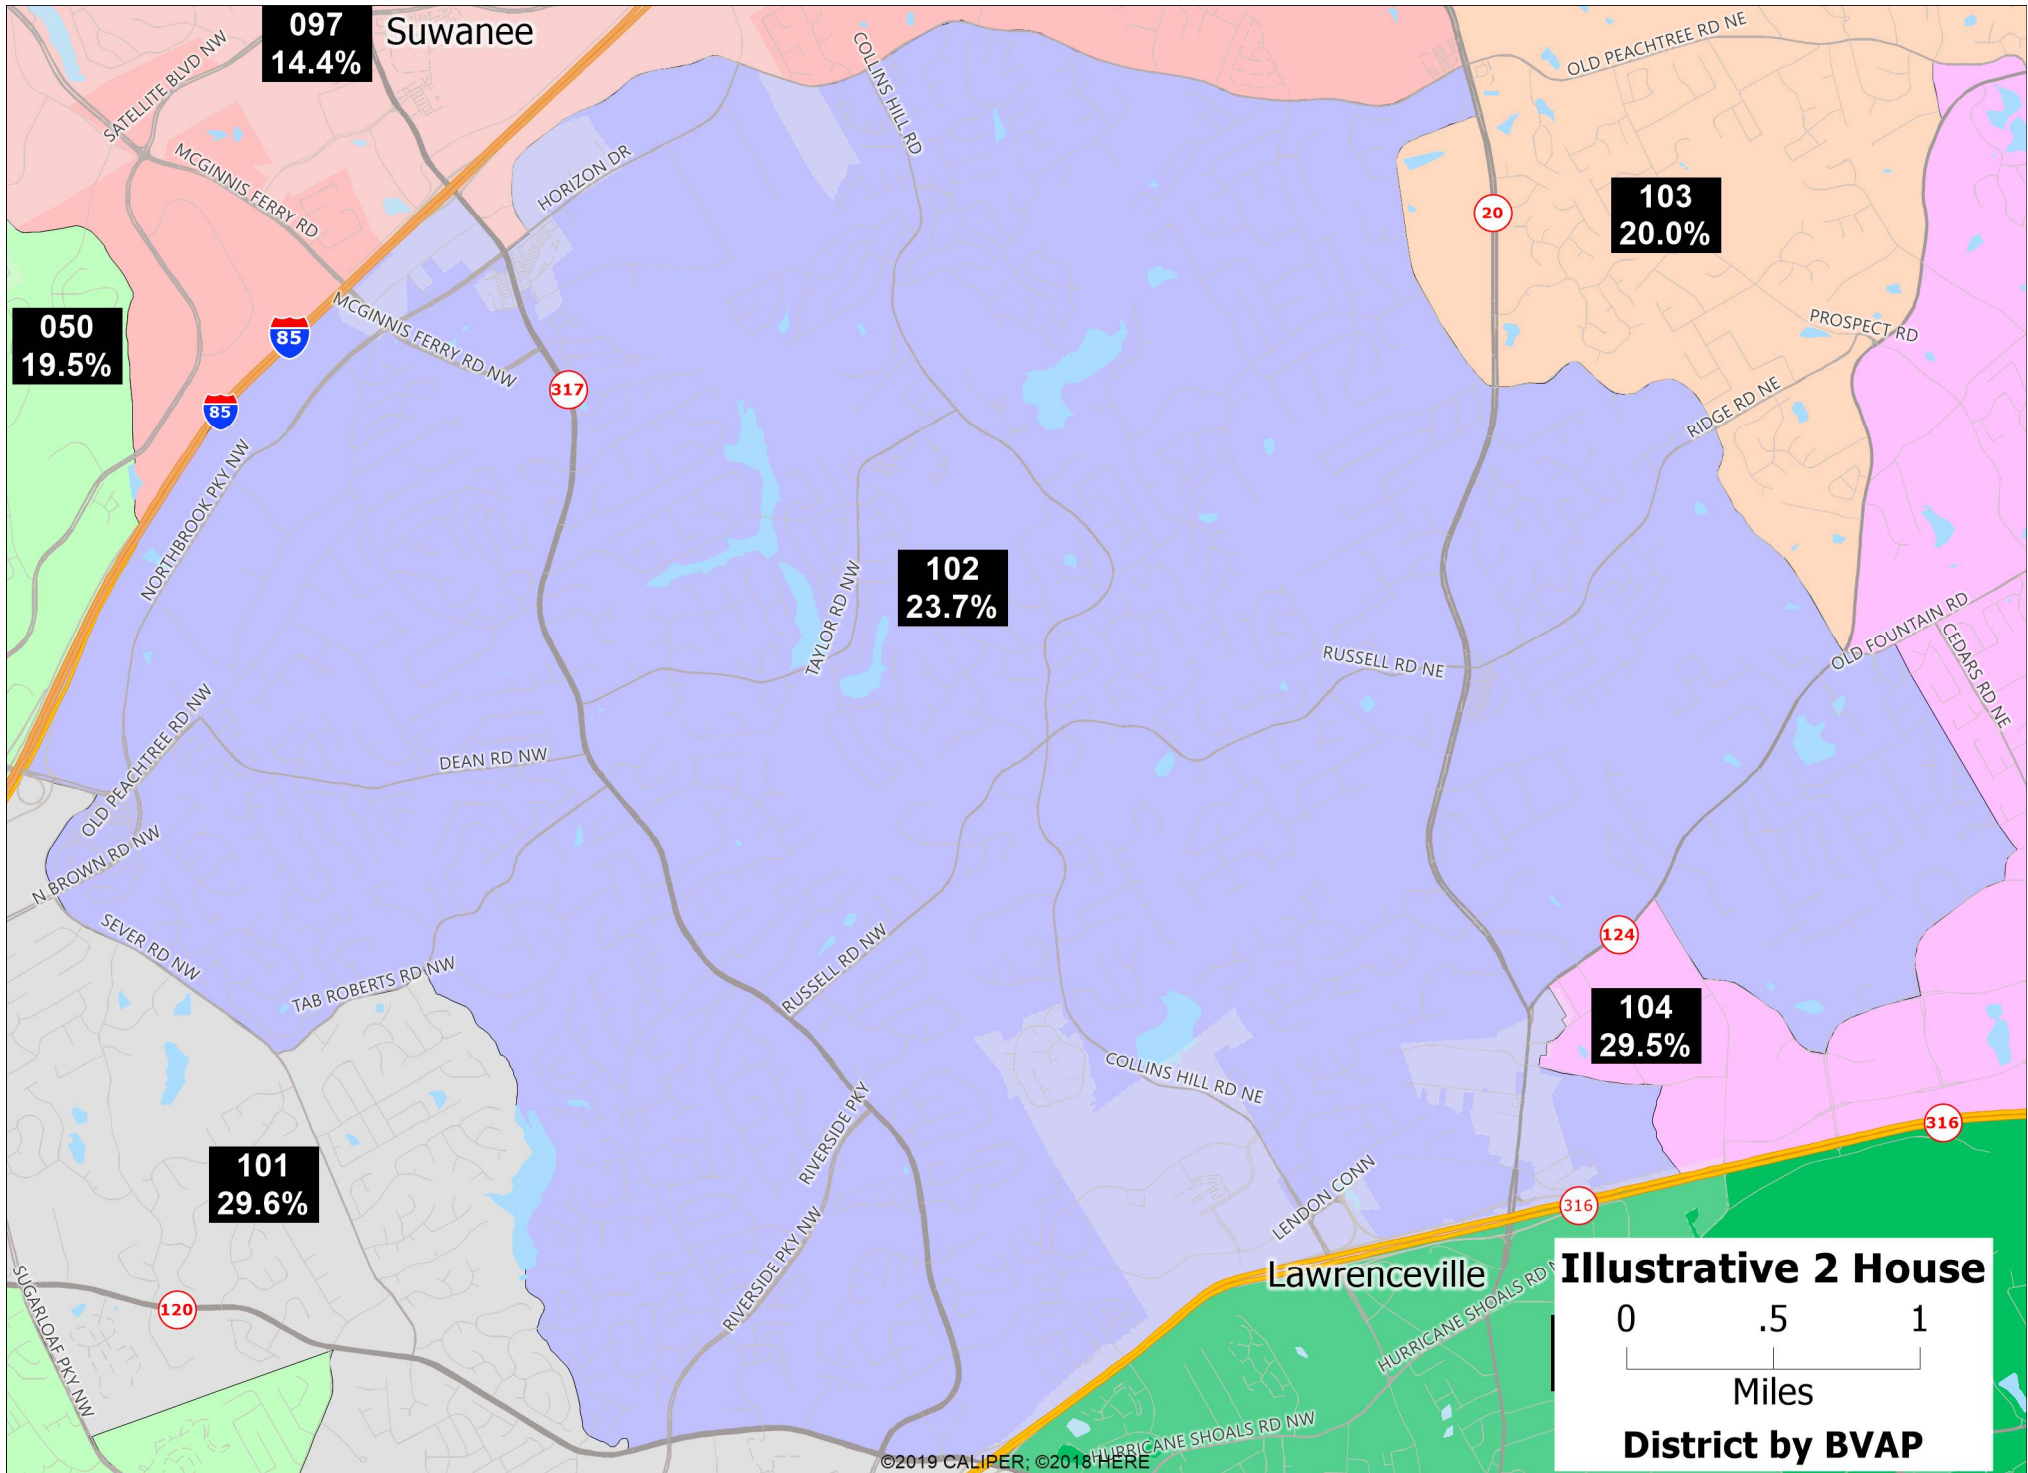 097
14.4%
Suwanee
SATELLITE BLVD NW
COLLINS HILL RD
OLD PEACHTREE RD NE
MCGINNIS FERRY RD
HORIZON DR
103
20.0%
20
050
19.5%
85
MCGINNIS FERRY RD NW
PROSPECT RD
85
317
RIDGE RD NE
NORTHBROOK PKY NW
102
23.7%
TAYLOR RD NW
OLD FOUNTAIN RD
CEDARS RD NE
RUSSELL RD NE
OLD PEACHTREE RD NW
DEAN RD NW
N BROWN RD NW
SEVER RD NW
TAB ROBERTS RD NW
RUSSELL RD NW
124
104
29.5%
COLLINS HILL RD NE
316
RIVERSIDE PKY
101
29.6%
LENDON CONN
316
RIVERSIDE PKY NW
Lawrenceville
SUGARLOAF PKY NW
120
HURRICANE SHOALS RD
HURRICANE SHOALS RD NW
Illustrative 2 House
0 .5 1
Miles
District by BVAP
©2019 CALIPER; ©2018 HERE